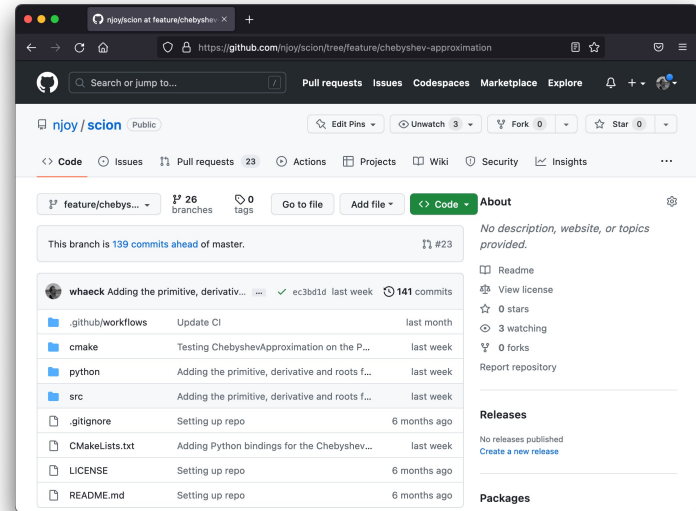 njoy/scion at feature/chebyshev
https://github.com/njoy/scion/tree/feature/chebyshev-approximation
Search or jump to... / Pull requests Issues Codespaces Marketplace Explore
njoy / scion Public Edit Pins Unwatch 3 Fork 0 Star 0
Code Issues Pull requests 23 Actions Projects Wiki Security Insights ...
feature/chebys... 26 branches 0 tags Go to file Add file Code About
No description, website, or topics provided.
This branch is 139 commits ahead of master. #23
Readme
View license
0 stars
3 watching
0 forks
Report repository
whaeck Adding the primitive, derivativ... ... ec3bd1d last week 141 commits
.github/workflows Update CI last month
cmake Testing ChebyshevApproximation on the P... last week
python Adding the primitive, derivative and roots f... last week
src Adding the primitive, derivative and roots f... last week
.gitignore Setting up repo 6 months ago
CMakeLists.txt Adding Python bindings for the Chebyshev... last week
LICENSE Setting up repo 6 months ago
README.md Setting up repo 6 months ago
Releases
No releases published
Create a new release
Packages